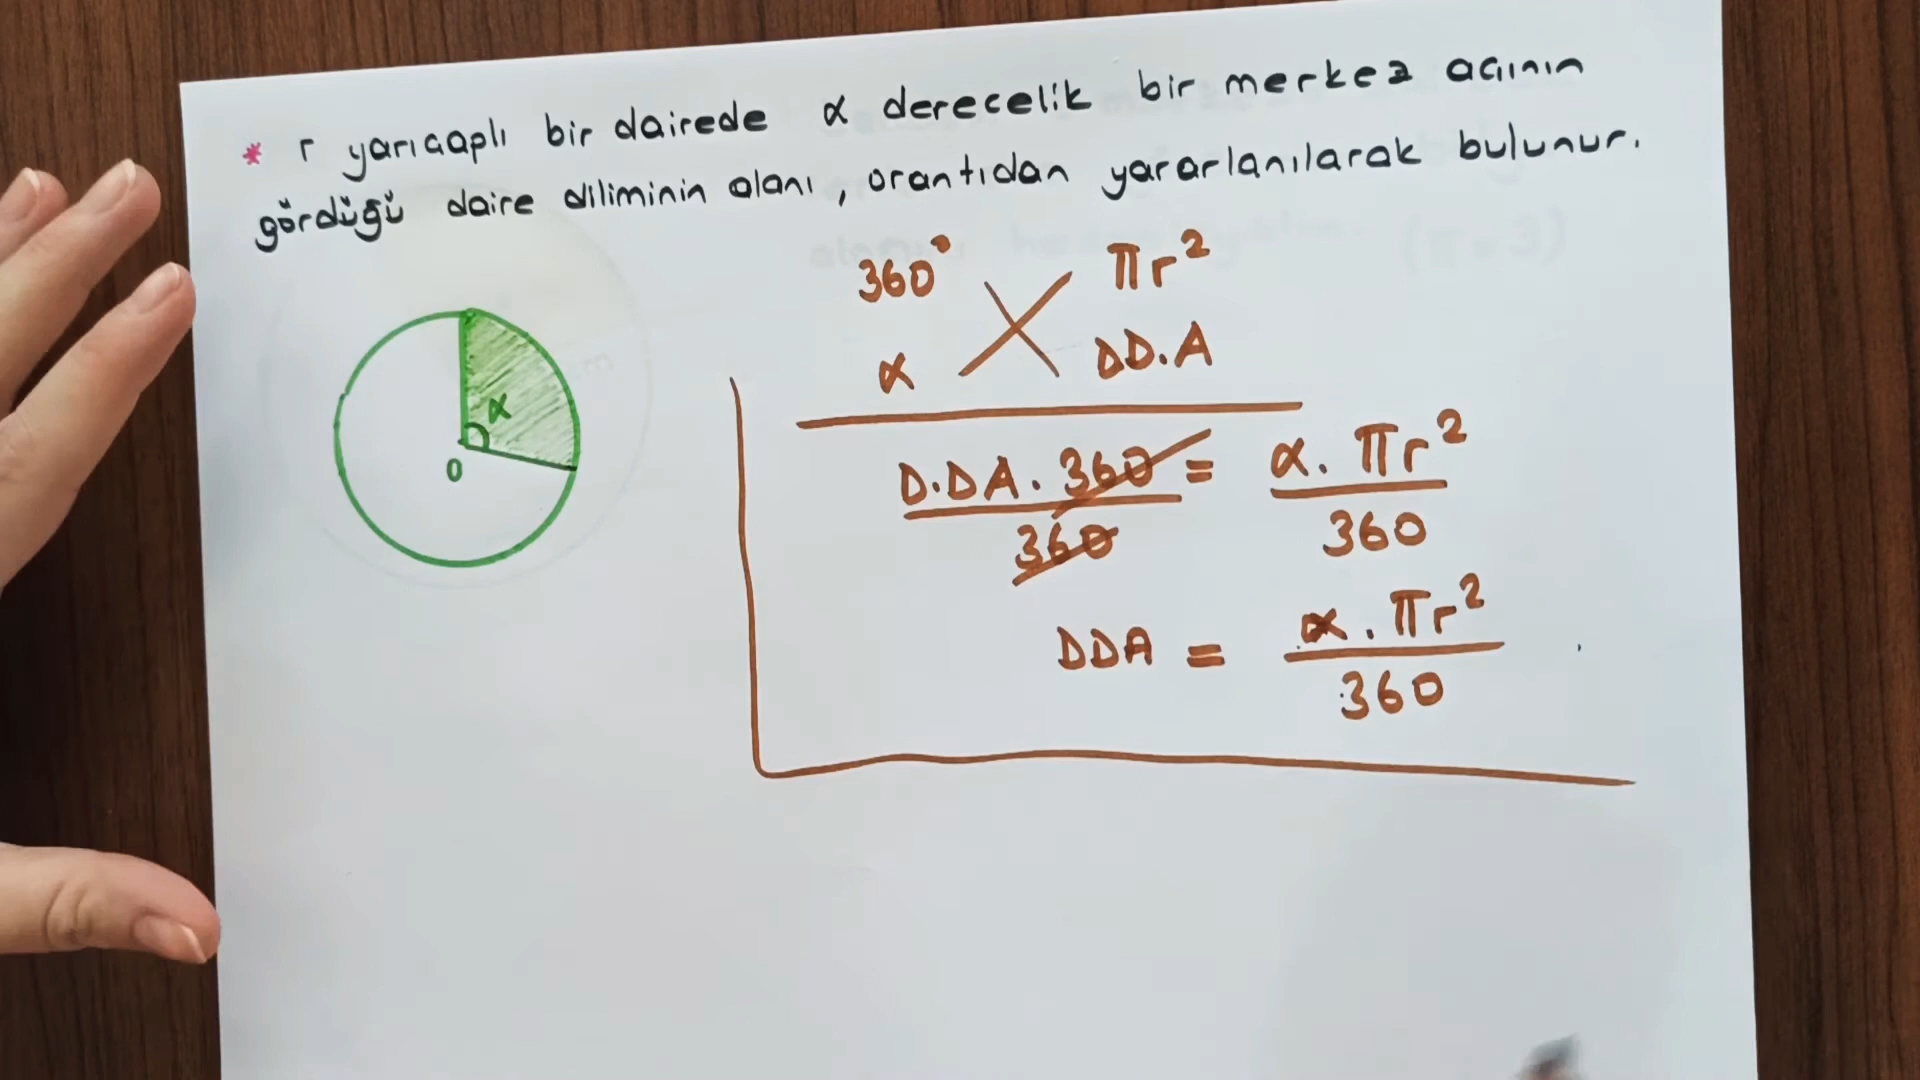 * r yarıçaplı bir dairede α derecelik bir merkez açının
gördüğü daire diliminin alanı, orantıdan yararlanılarak bulunur.
360° πr²
α DD.A
D.DA.360 = α.πr²
360 360
DDA = α.πr²
360
α
O